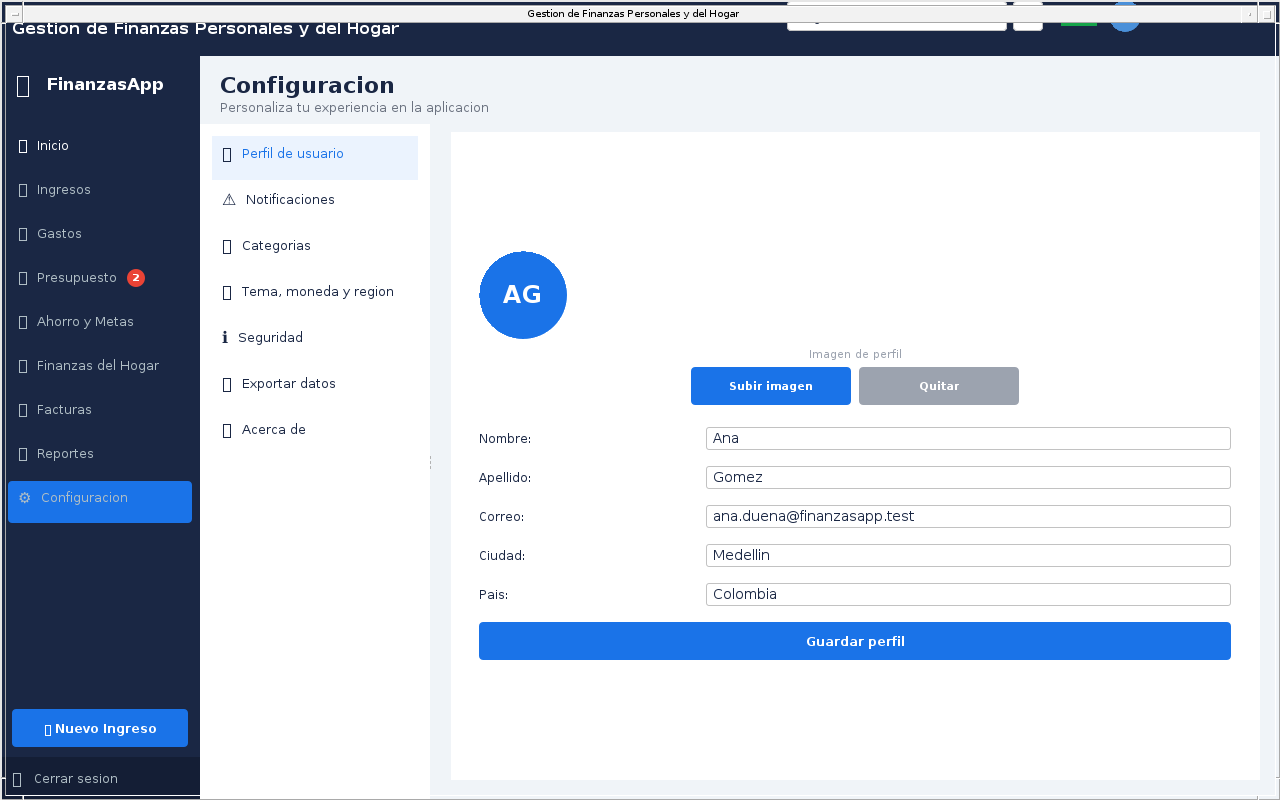 Gestion de Finanzas Personales y del Hogar
Gestion de Finanzas Personales y del Hogar
FinanzasApp
Inicio
Ingresos
Gastos
Presupuesto 2
Ahorro y Metas
Finanzas del Hogar
Facturas
Reportes
Configuracion
Nuevo Ingreso
Cerrar sesion
Configuracion
Personaliza tu experiencia en la aplicacion
Perfil de usuario
Notificaciones
Categorias
Tema, moneda y region
Seguridad
Exportar datos
Acerca de
AG
Imagen de perfil
Subir imagen Quitar
Nombre: Ana
Apellido: Gomez
Correo: ana.duena@finanzasapp.test
Ciudad: Medellin
Pais: Colombia
Guardar perfil